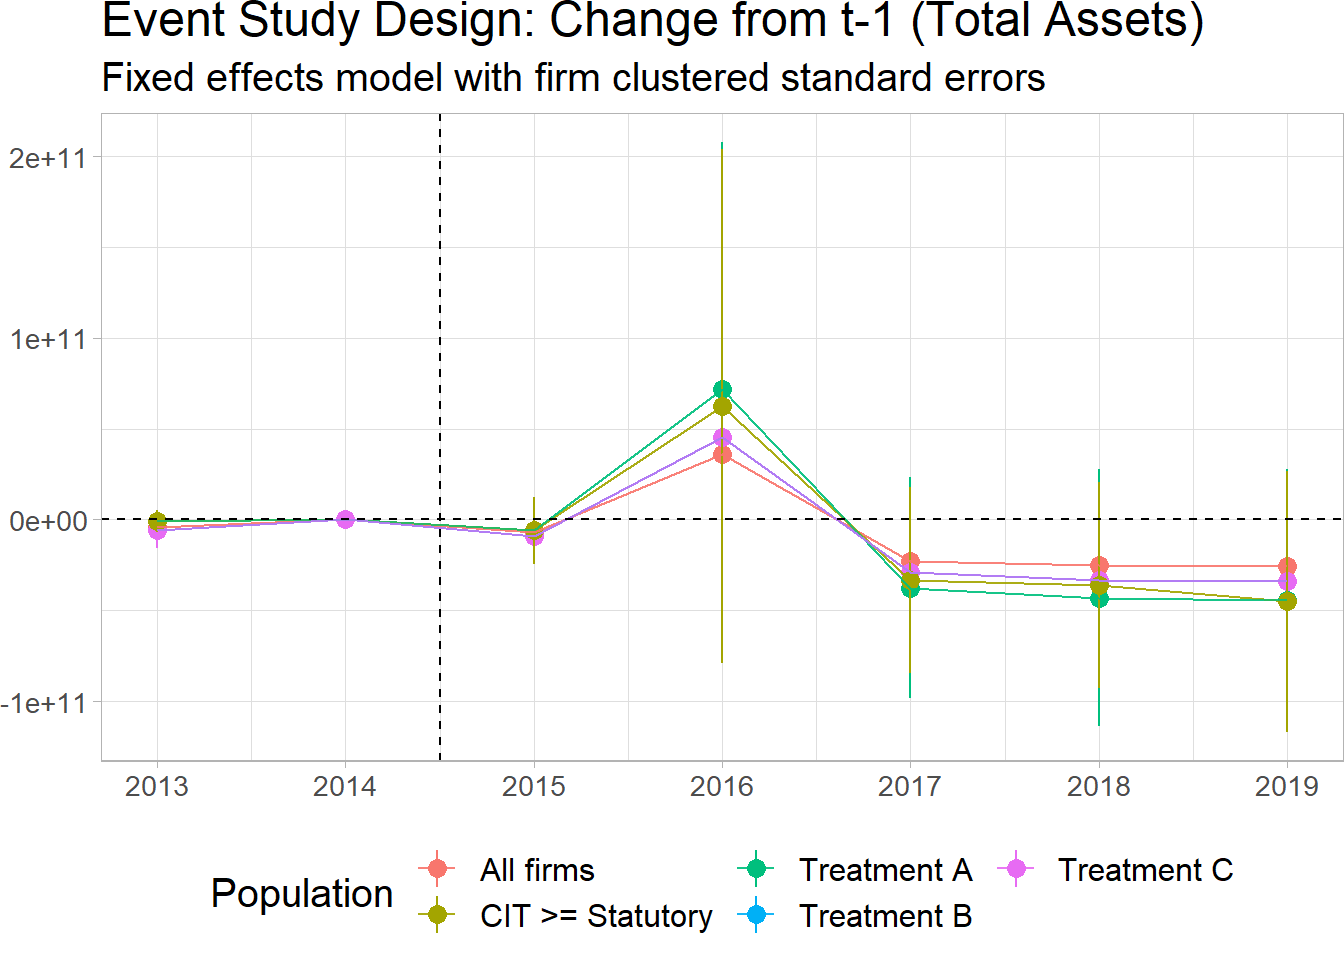 Event Study Design: Change from t-1 (Total Assets)
Fixed effects model with firm clustered standard errors
2e+11
1e+11
0e+00
-1e+11
2013 2014 2015 2016 2017 2018 2019
Population
All firms
CIT >= Statutory
Treatment A
Treatment B
Treatment C